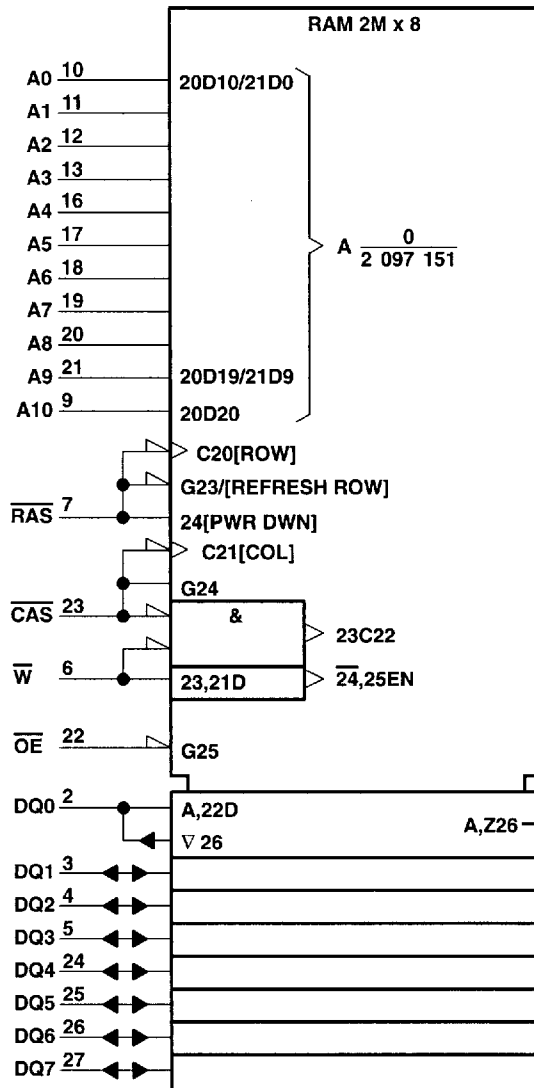 RAM 2M x 8
A0 10 20D10/21D0
A1 11
A2 12
A3 13
A4 16
A5 17
A6 18
A7 19
A8 20
A9 21 20D19/21D9
A10 9 20D20
A 0
2 097 151
C20[ROW]
G23/[REFRESH ROW]
RAS 7 24[PWR DWN]
C21[COL]
G24
CAS 23 &
23C22
W 6 23,21D 24,25EN
OE 22 G25
DQ0 2 A,22D
A,Z26
∇ 26
DQ1 3
DQ2 4
DQ3 5
DQ4 24
DQ5 25
DQ6 26
DQ7 27